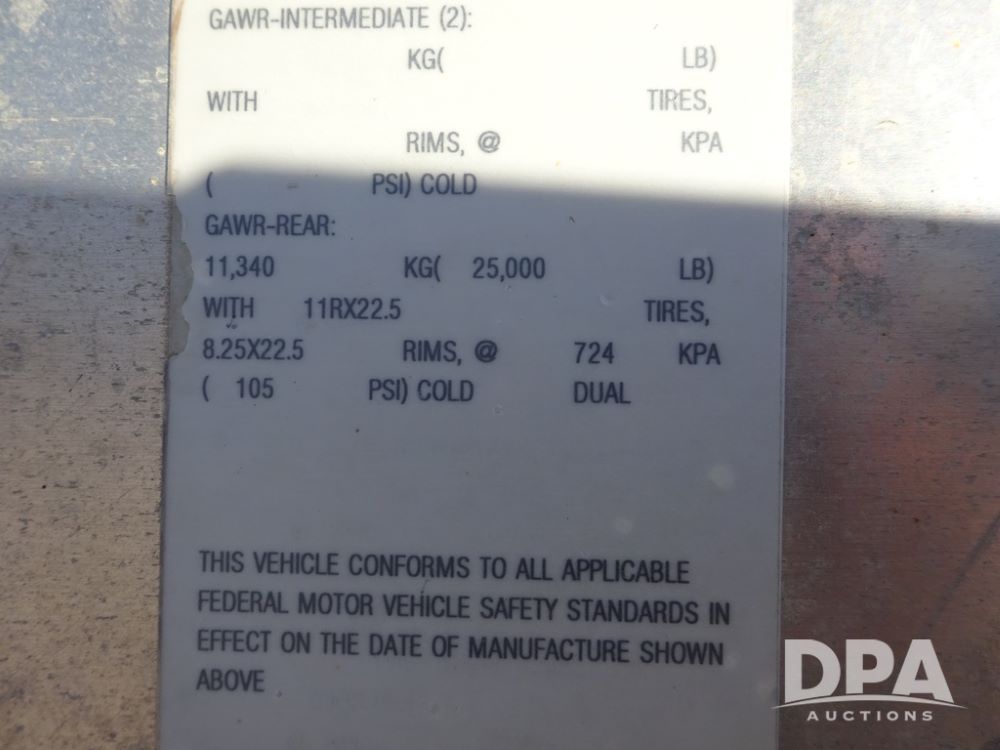 GAWR-INTERMEDIATE (2):
KG( LB)
WITH TIRES,
RIMS, @ KPA
( PSI) COLD
GAWR-REAR:
11,340 KG( 25,000 LB)
WITH 11RX22.5 TIRES,
8.25X22.5 RIMS, @ 724 KPA
( 105 PSI) COLD DUAL
THIS VEHICLE CONFORMS TO ALL APPLICABLE
FEDERAL MOTOR VEHICLE SAFETY STANDARDS IN
EFFECT ON THE DATE OF MANUFACTURE SHOWN
ABOVE
DPA
AUCTIONS